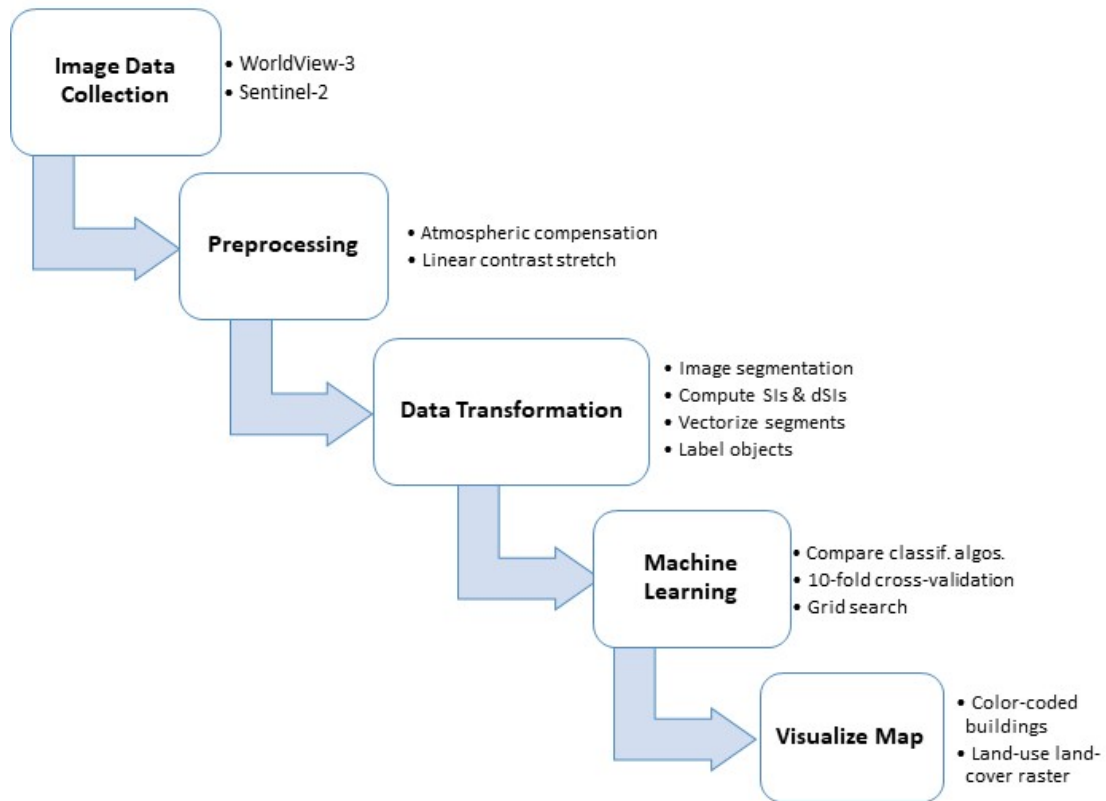 Image Data
Collection
• WorldView-3
• Sentinel-2
Preprocessing
• Atmospheric compensation
• Linear contrast stretch
Data Transformation
• Image segmentation
• Compute SIs & dSIs
• Vectorize segments
• Label objects
Machine
Learning
• Compare classif. algos.
• 10-fold cross-validation
• Grid search
Visualize Map
• Color-coded
buildings
• Land-use land-
cover raster